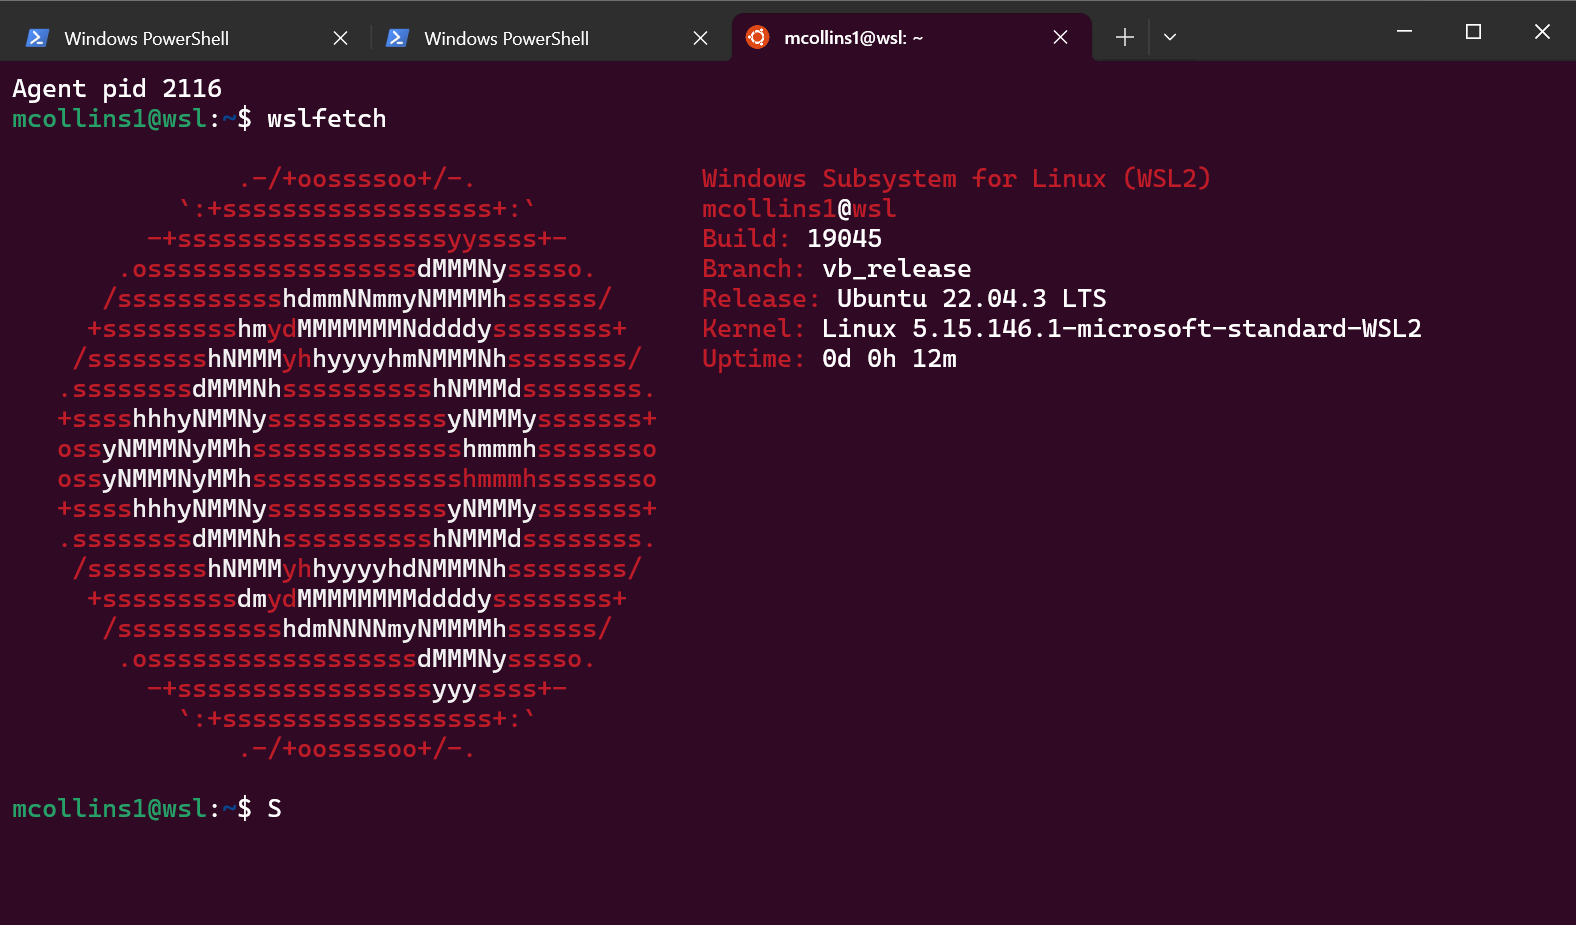 Windows PowerShell Windows PowerShell mcollins1@wsl: ~
Agent pid 2116
mcollins1@wsl:~$ wslfetch
.-/+oossssoo+/-. Windows Subsystem for Linux (WSL2)
`:+ssssssssssssssssss+:` mcollins1@wsl
-+ssssssssssssssssssyyssss+- Build: 19045
.ossssssssssssssssssdMMMNysssso. Branch: vb_release
/ssssssssssshdmmNNmmyNMMMMhssssss/ Release: Ubuntu 22.04.3 LTS
+ssssssssshmydMMMMMMMNddddyssssssss+ Kernel: Linux 5.15.146.1-microsoft-standard-WSL2
/sssssssshNMMMyhhyyyyhmNMMMNhssssssss/ Uptime: 0d 0h 12m
.ssssssssdMMMNhsssssssssshNMMMdssssssss.
+sssshhhyNMMNyssssssssssssyNMMMysssssss+
ossyNMMMNyMMhsssssssssssssshmmmhssssssso
ossyNMMMNyMMhsssssssssssssshmmmhssssssso
+sssshhhyNMMNyssssssssssssyNMMMysssssss+
.ssssssssdMMMNhsssssssssshNMMMdssssssss.
/sssssssshNMMMyhhyyyyhdNMMMNhssssssss/
+sssssssssdmydMMMMMMMMddddyssssssss+
/ssssssssssshdmNNNNmyNMMMMhssssss/
.ossssssssssssssssssdMMMNysssso.
-+sssssssssssssssssyyyssss+-
`:+ssssssssssssssssss+:`
.-/+oossssoo+/-.
mcollins1@wsl:~$ S